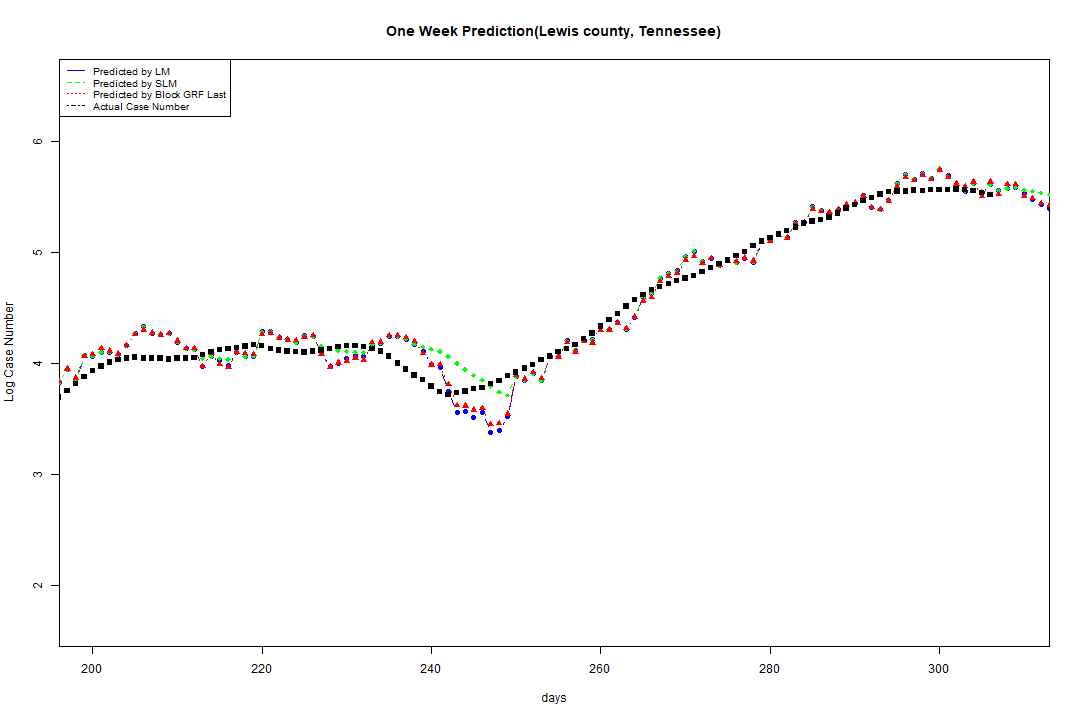 One Week Prediction(Lewis county, Tennessee)
Predicted by LM
Predicted by SLM
Predicted by Block GRF Last
Actual Case Number
Log Case Number
6
5
4
3
2
200 220 240 260 280 300
days